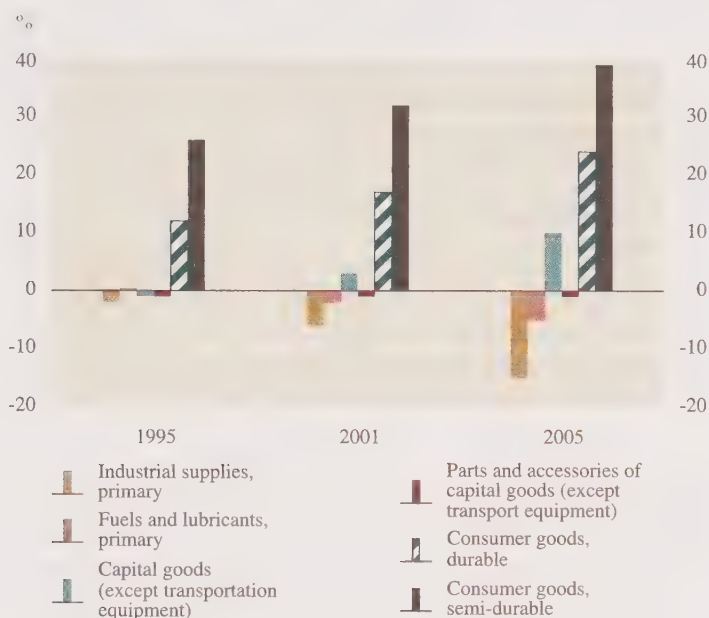 %
40 40
30 30
20 20
10 10
0 0
-10 -10
-20 -20
1995 2001 2005
Industrial supplies,
primary
Fuels and lubricants,
primary
Capital goods
(except transportation
equipment)
Parts and accessories of
capital goods (except
transport equipment)
Consumer goods,
durable
Consumer goods,
semi-durable